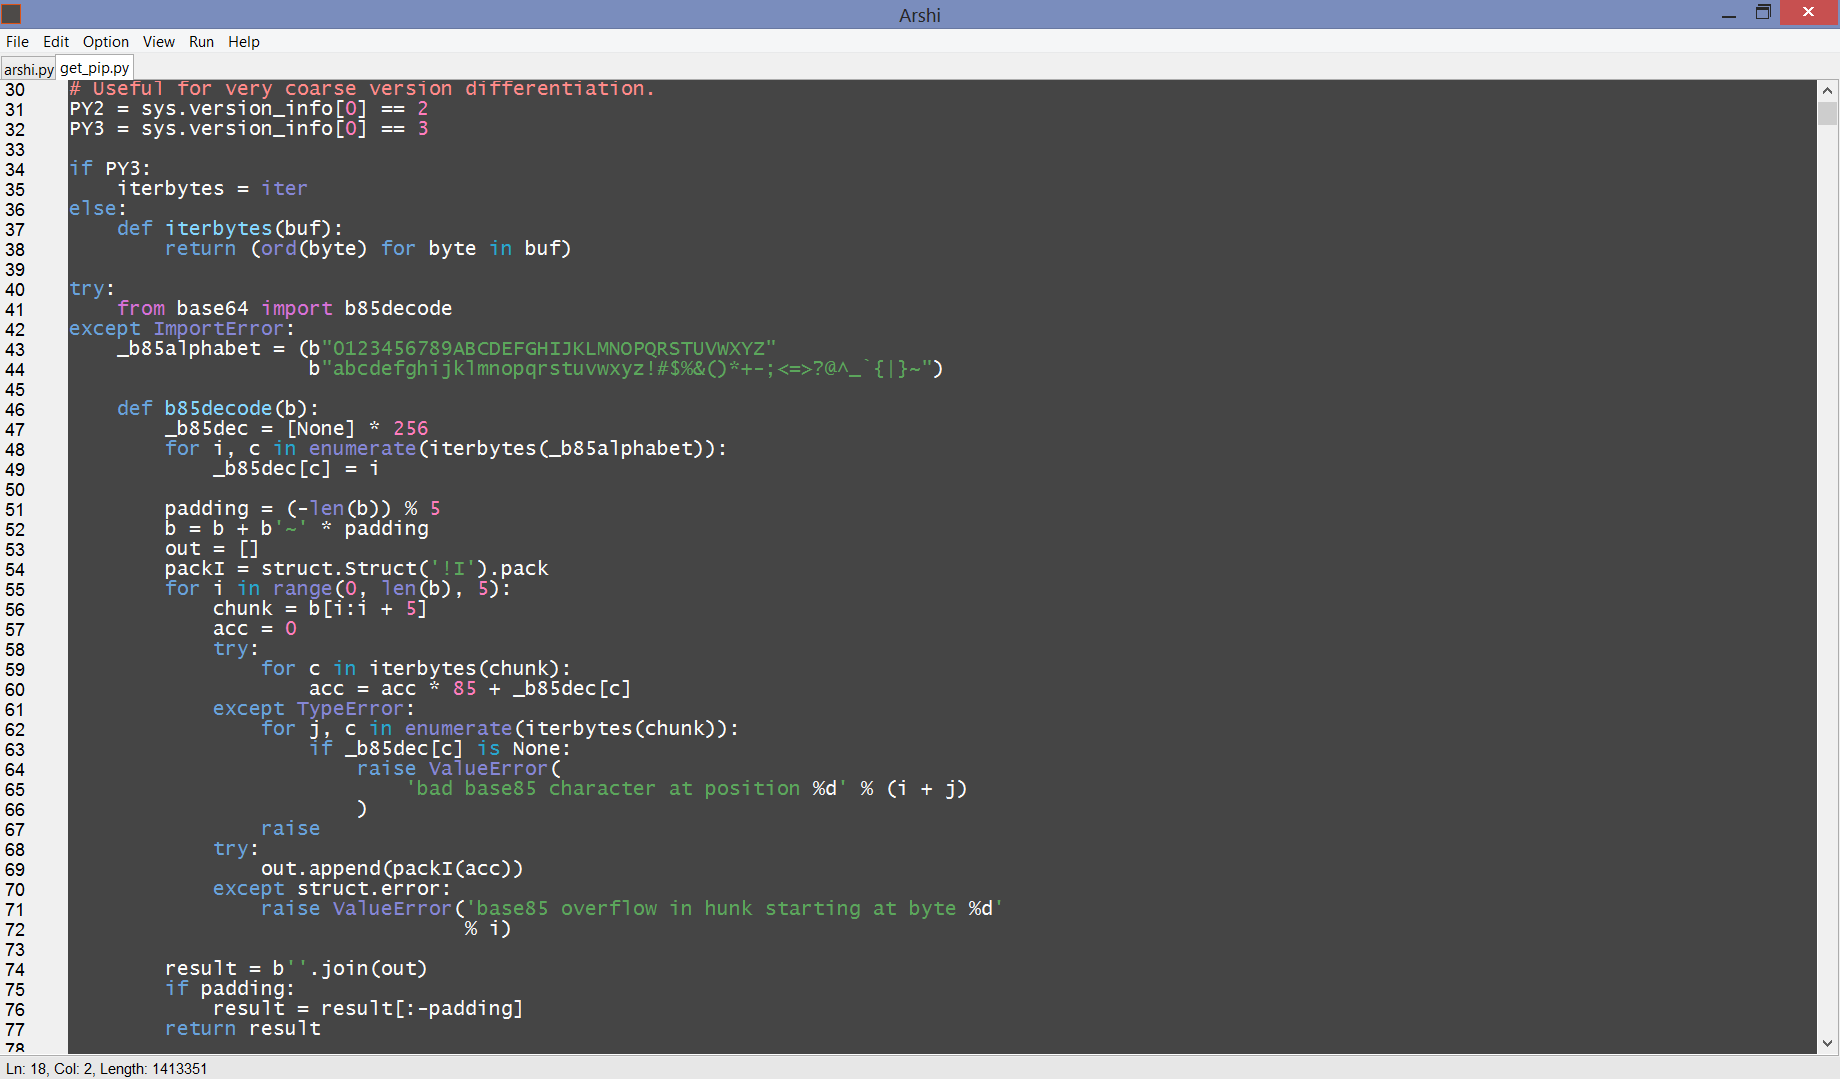 Arshi
File Edit Option View Run Help
arshi.py get_pip.py
30 # Useful for very coarse version differentiation.
31 PY2 = sys.version_info[0] == 2
32 PY3 = sys.version_info[0] == 3
33
34 if PY3:
35     iterbytes = iter
36 else:
37     def iterbytes(buf):
38         return (ord(byte) for byte in buf)
39
40 try:
41     from base64 import b85decode
42 except ImportError:
43     _b85alphabet = (b"0123456789ABCDEFGHIJKLMNOPQRSTUVWXYZ"
44                     b"abcdefghijklmnopqrstuvwxyz!#$%&()*+-;<=>?@^_`{|}~")
45
46     def b85decode(b):
47         _b85dec = [None] * 256
48         for i, c in enumerate(iterbytes(_b85alphabet)):
49             _b85dec[c] = i
50
51         padding = (-len(b)) % 5
52         b = b + b'~' * padding
53         out = []
54         packI = struct.Struct('!I').pack
55         for i in range(0, len(b), 5):
56             chunk = b[i:i + 5]
57             acc = 0
58             try:
59                 for c in iterbytes(chunk):
60                     acc = acc * 85 + _b85dec[c]
61             except TypeError:
62                 for j, c in enumerate(iterbytes(chunk)):
63                     if _b85dec[c] is None:
64                         raise ValueError(
65                             'bad base85 character at position %d' % (i + j)
66                         )
67                 raise
68             try:
69                 out.append(packI(acc))
70             except struct.error:
71                 raise ValueError('base85 overflow in hunk starting at byte %d'
72                                  % i)
73
74         result = b''.join(out)
75         if padding:
76             result = result[:-padding]
77         return result
78
Ln: 18, Col: 2, Length: 1413351